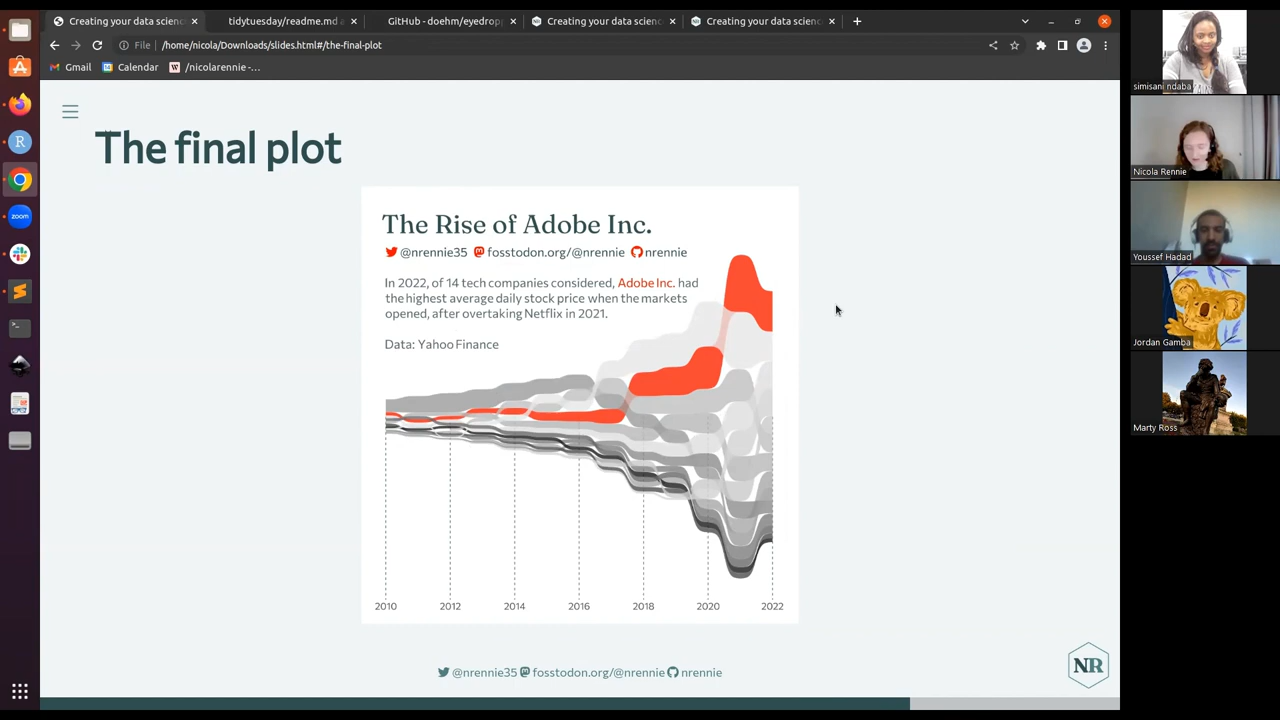 Creating your data scienc
tidytuesday/readme.md a
GitHub - doehm/eyedropp
Creating your data scienc
Creating your data scienc
File
/home/nicola/Downloads/slides.html#/the-final-plot
Gmail
Calendar
/nicolarennie -...
The final plot
The Rise of Adobe Inc.
@nrennie35 fosstodon.org/@nrennie nrennie
In 2022, of 14 tech companies considered, Adobe Inc. had
the highest average daily stock price when the markets
opened, after overtaking Netflix in 2021.
Data: Yahoo Finance
2010 2012 2014 2016 2018 2020 2022
@nrennie35 fosstodon.org/@nrennie nrennie
NR
simisani ndaba
Nicola Rennie
Youssef Hadad
Jordan Gamba
Marty Ross